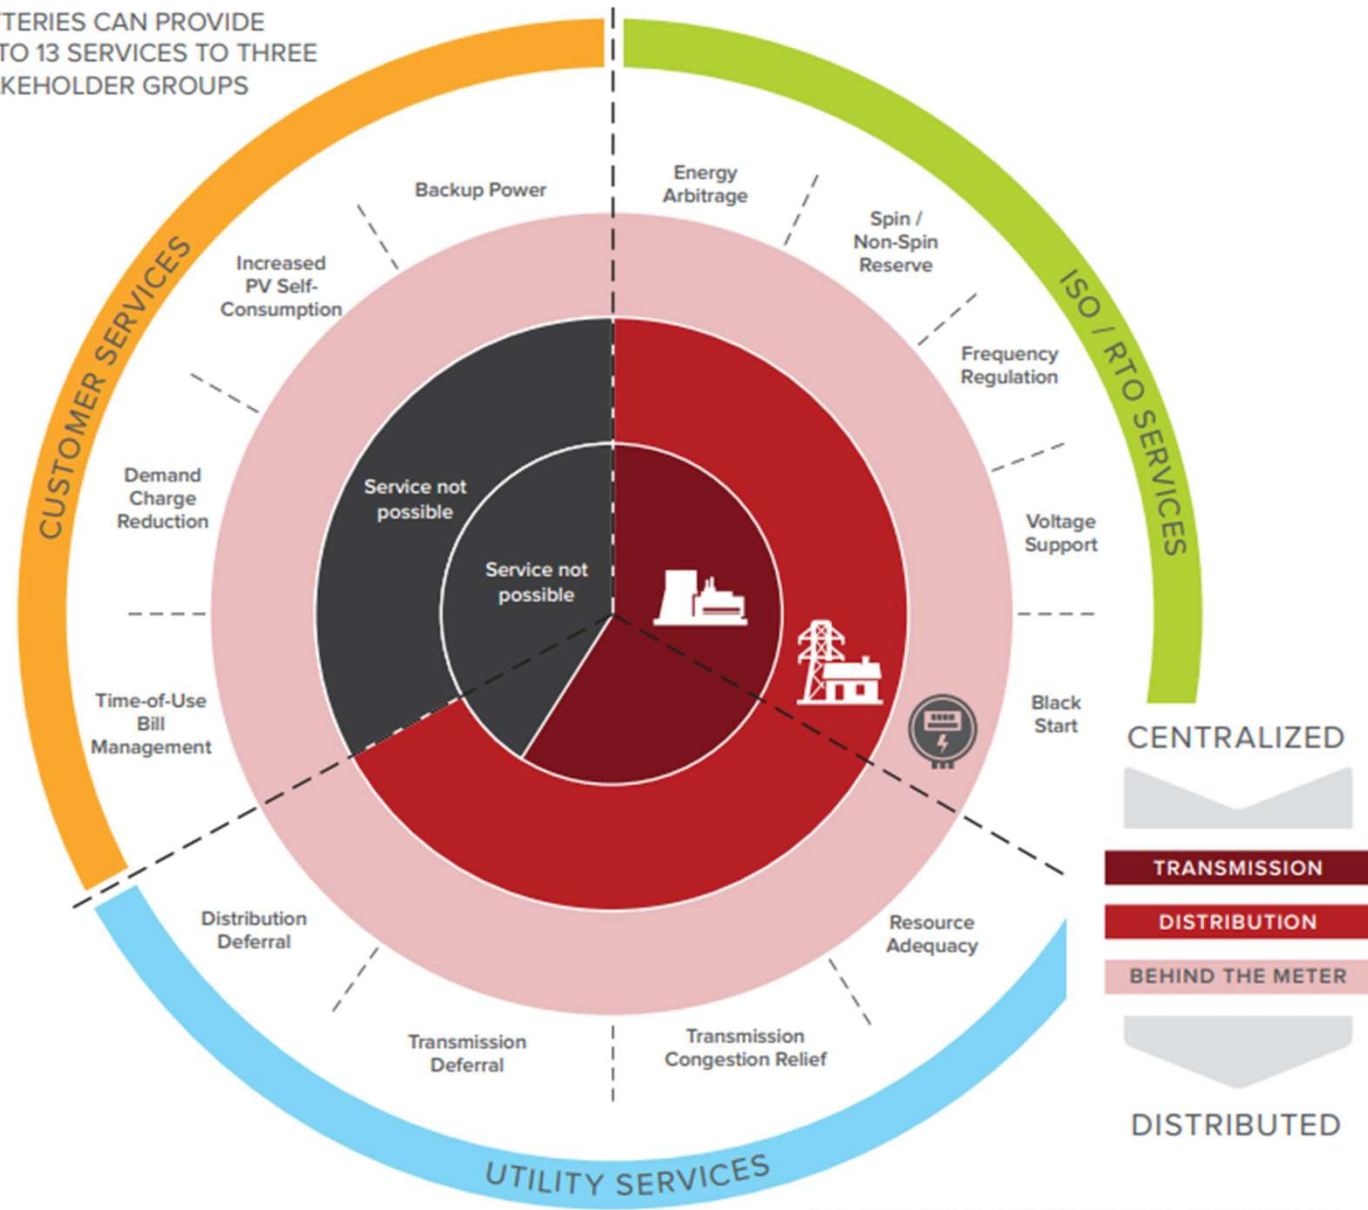 TTERIES CAN PROVIDE
TO 13 SERVICES TO THREE
KEHOLDER GROUPS
CUSTOMER SERVICES
ISO / RTO SERVICES
UTILITY SERVICES
Backup Power
Increased
PV Self-
Consumption
Demand
Charge
Reduction
Time-of-Use
Bill
Management
Energy
Arbitrage
Spin /
Non-Spin
Reserve
Frequency
Regulation
Voltage
Support
Black
Start
Service not
possible
Service not
possible
Distribution
Deferral
Transmission
Deferral
Transmission
Congestion Relief
Resource
Adequacy
CENTRALIZED
TRANSMISSION
DISTRIBUTION
BEHIND THE METER
DISTRIBUTED